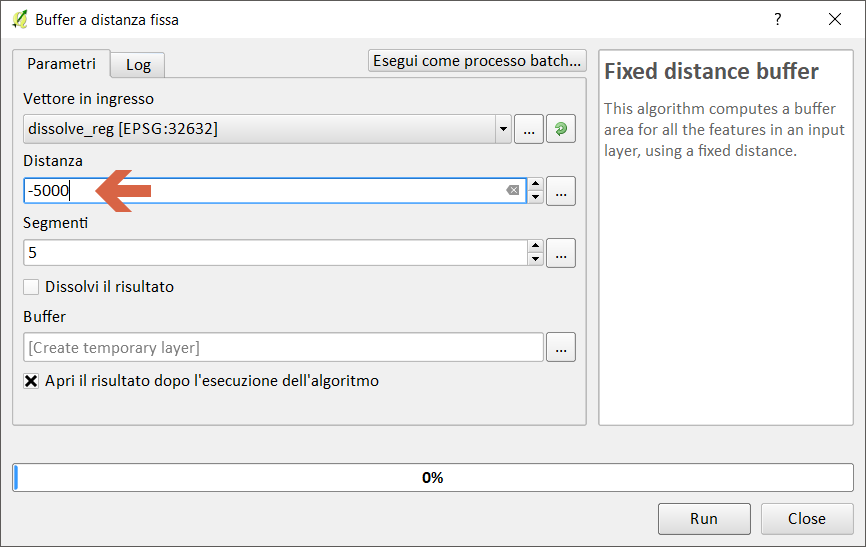 Buffer a distanza fissa
?
Parametri
Log
Esegui come processo batch...
Vettore in ingresso
dissolve_reg [EPSG:32632]
...
Distanza
-5000
...
Segmenti
5
...
Dissolvi il risultato
Buffer
[Create temporary layer]
...
Apri il risultato dopo l'esecuzione dell'algoritmo
Fixed distance buffer
This algorithm computes a buffer
area for all the features in an input
layer, using a fixed distance.
0%
Run
Close